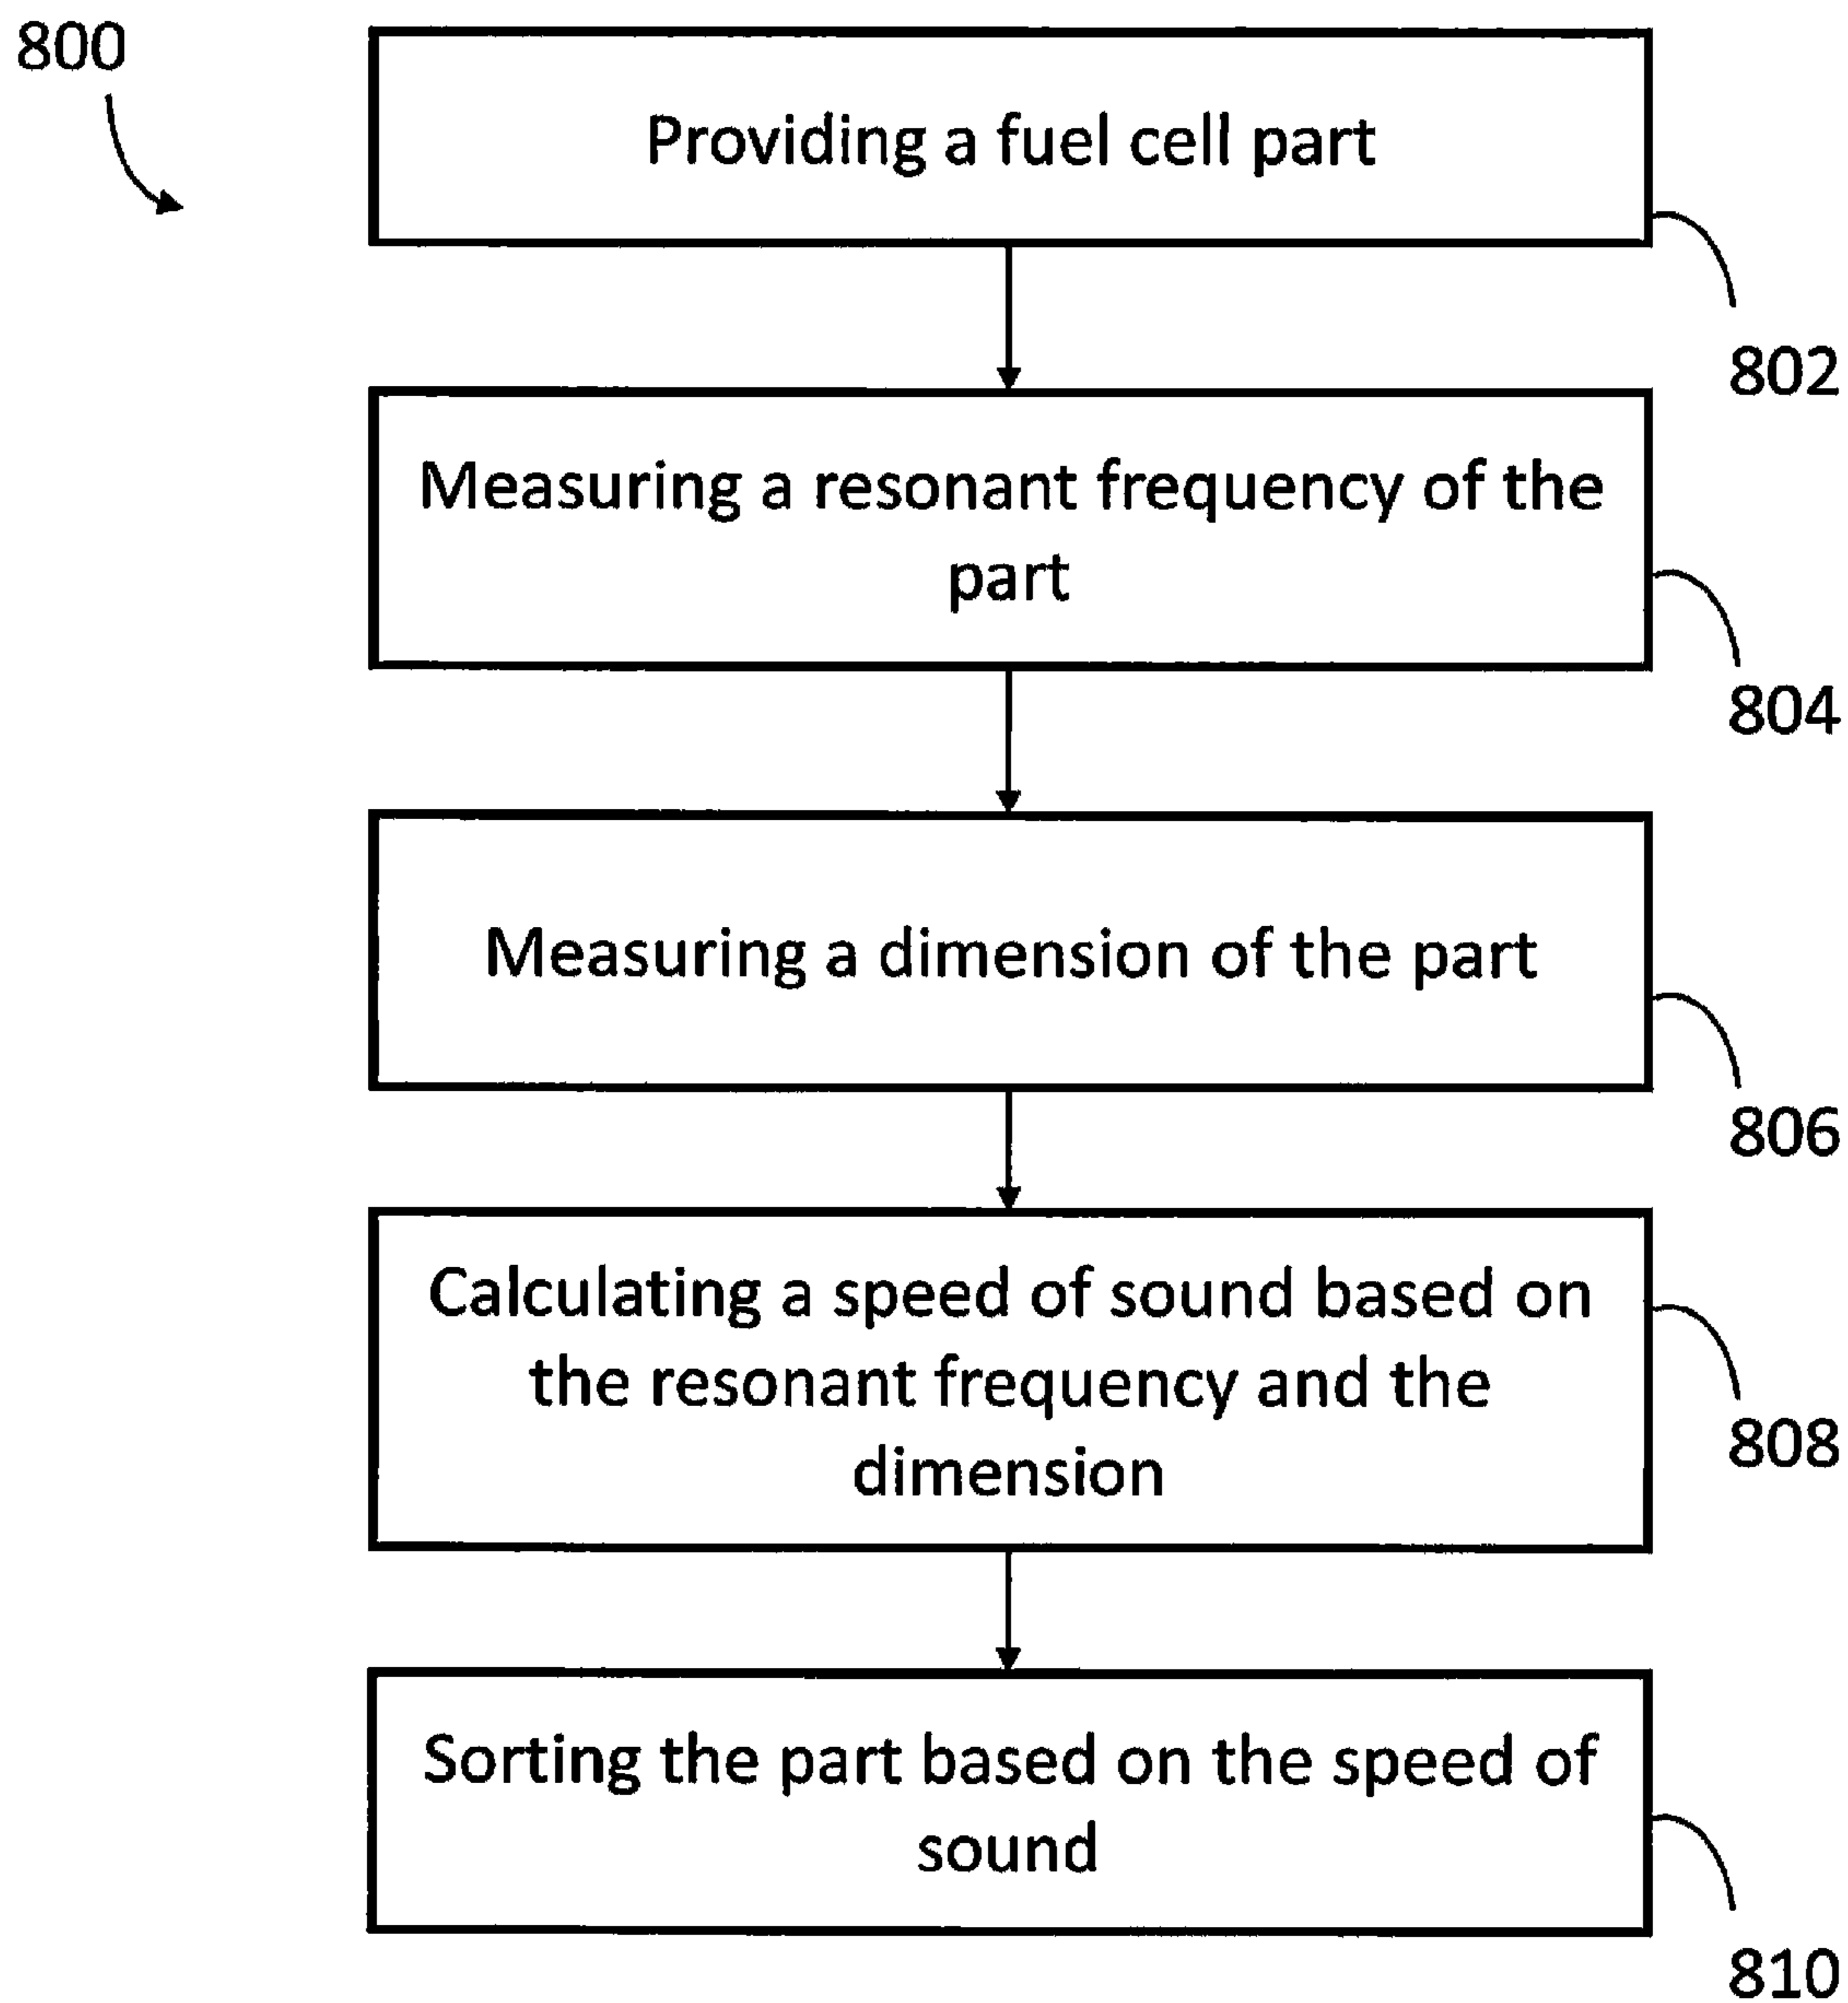 800
Providing a fuel cell part
802
Measuring a resonant frequency of the
part
804
Measuring a dimension of the part
806
Calculating a speed of sound based on
the resonant frequency and the
dimension
808
Sorting the part based on the speed of
sound
810